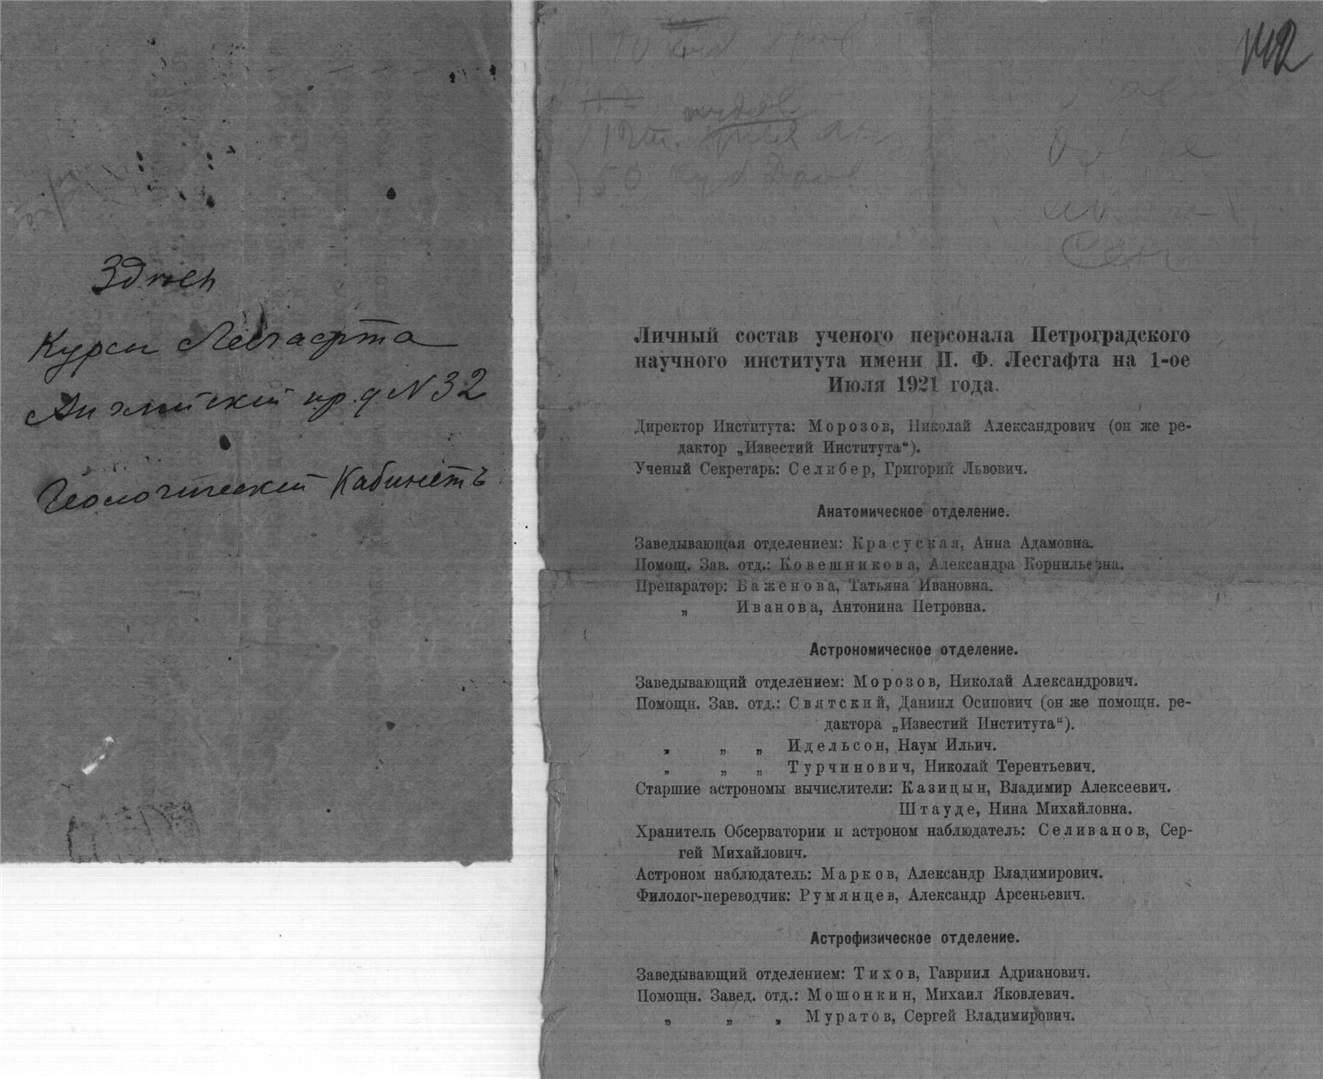 Курсы Лесгафта
Английский пр. д N 32
Геологический Кабинетъ
Личный состав ученого персонала Петроградского
научного института имени П. Ф. Лесгафта на 1-ое
Июля 1921 года.
Директор Института: Морозов, Николай Александрович (он же ре-
дактор „Известий Института“).
Ученый Секретарь: Селибер, Григорий Львович.
Анатомическое отделение.
Заведывающая отделением: Красуская, Анна Адамовна.
Помощ. Зав. отд.: Ковешникова, Александра Корнильевна.
Препаратор: Баженова, Татьяна Ивановна.
„ Иванова, Антонина Петровна.
Астрономическое отделение.
Заведывающий отделением: Морозов, Николай Александрович.
Помощн. Зав. отд.: Святский, Даниил Осипович (он же помощн. ре-
дактора „Известий Института“).
„ „ „ Идельсон, Наум Ильич.
„ „ „ Турчинович, Николай Терентьевич.
Старшие астрономы вычислители: Казицын, Владимир Алексеевич.
Штауде, Нина Михайловна.
Хранитель Обсерватории и астроном наблюдатель: Селиванов, Сер-
гей Михайлович.
Астроном наблюдатель: Марков, Александр Владимирович.
Филолог-переводчик: Румянцев, Александр Арсеньевич.
Астрофизическое отделение.
Заведывающий отделением: Тихов, Гавриил Адрианович.
Помощн. Завед. отд.: Мошонкин, Михаил Яковлевич.
„ „ „ Муратов, Сергей Владимирович.